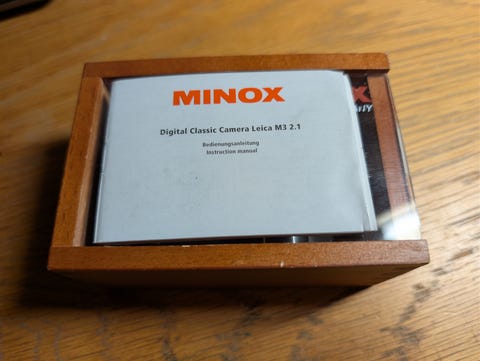 MINOX
Digital Classic Camera Leica M3 2.1
Bedienungsanleitung
Instruction manual